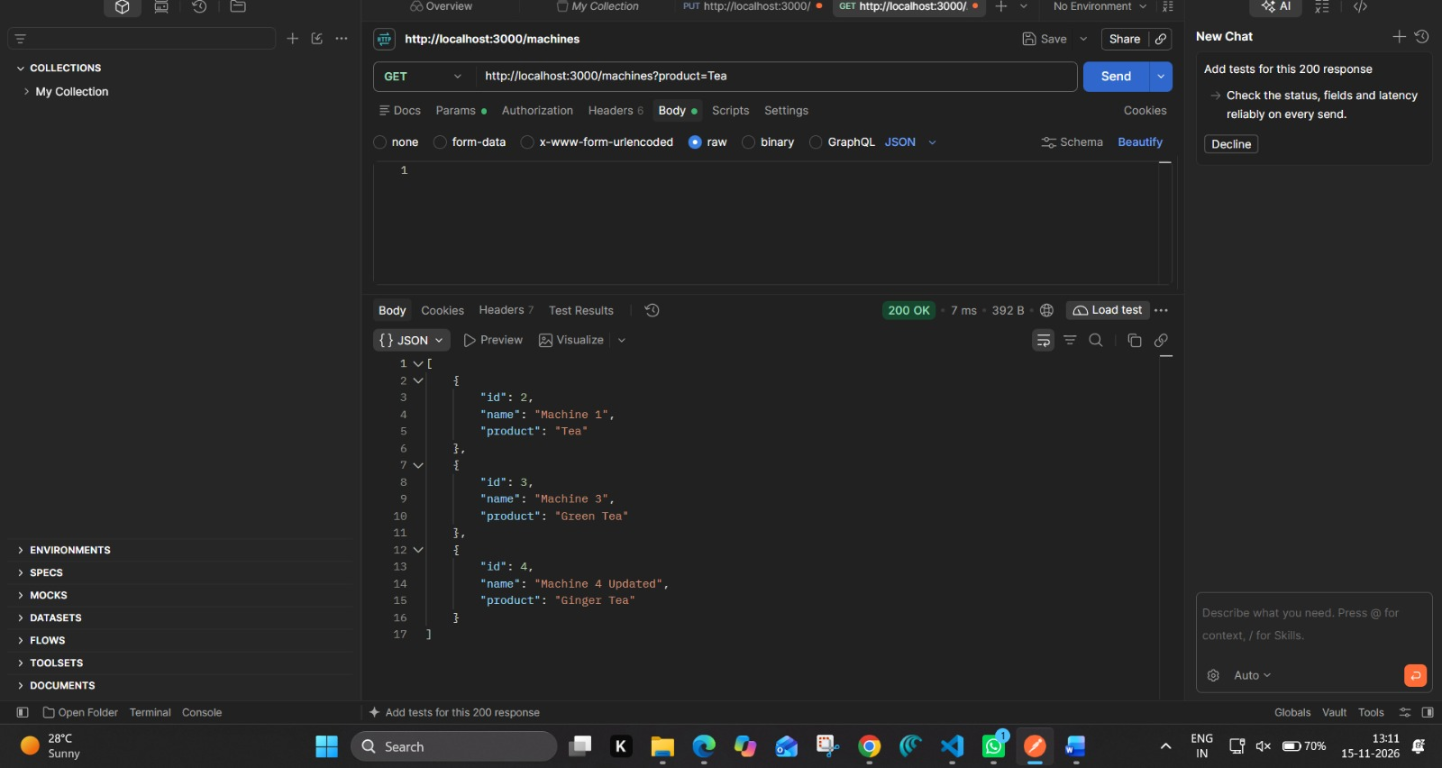 Overview
My Collection
PUT http://localhost:3000/
GET http://localhost:3000/.
No Environment
AI
http://localhost:3000/machines
Save
Share
New Chat
COLLECTIONS
My Collection
GET
http://localhost:3000/machines?product=Tea
Send
Add tests for this 200 response
Check the status, fields and latency
reliably on every send.
Decline
Docs Params Authorization Headers 6 Body Scripts Settings Cookies
none form-data x-www-form-urlencoded raw binary GraphQL JSON Schema Beautify
1
Body Cookies Headers 7 Test Results 200 OK 7 ms 392 B Load test
{} JSON Preview Visualize
1 [
2 {
3 "id": 2,
4 "name": "Machine 1",
5 "product": "Tea"
6 },
7 {
8 "id": 3,
9 "name": "Machine 3",
10 "product": "Green Tea"
11 },
12 {
13 "id": 4,
14 "name": "Machine 4 Updated",
15 "product": "Ginger Tea"
16 }
17 ]
ENVIRONMENTS
SPECS
MOCKS
DATASETS
FLOWS
TOOLSETS
DOCUMENTS
Describe what you need. Press @ for
context, / for Skills.
Auto
Open Folder Terminal Console
Add tests for this 200 response
Globals Vault Tools
28°C
Sunny
Search
K
1
W
ENG
IN
70%
13:11
15-11-2026